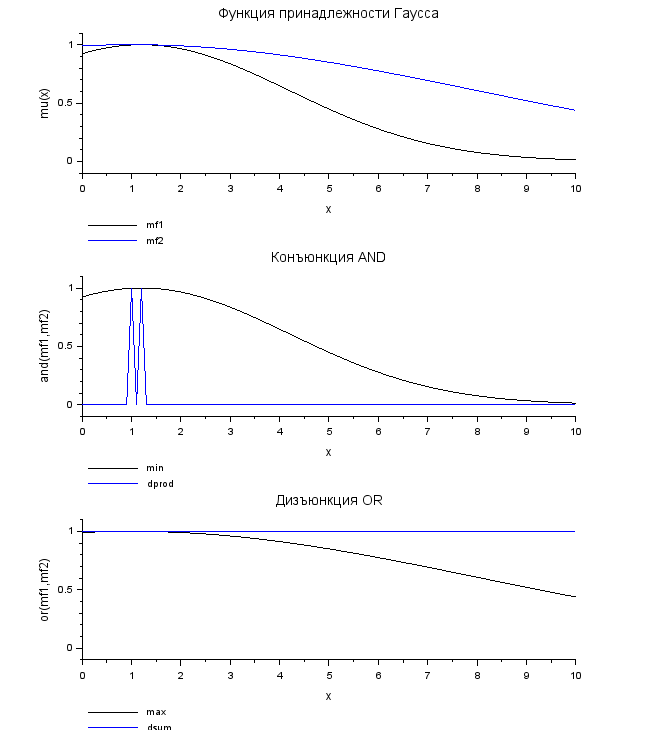 Функция принадлежности Гаусса
1
0.5
0
mu(x)
0 1 2 3 4 5 6 7 8 9 10
x
mf1
mf2
Конъюнкция AND
1
0.5
0
and(mf1,mf2)
0 1 2 3 4 5 6 7 8 9 10
x
min
dprod
Дизъюнкция OR
1
0.5
0
or(mf1,mf2)
0 1 2 3 4 5 6 7 8 9 10
x
max
dsum